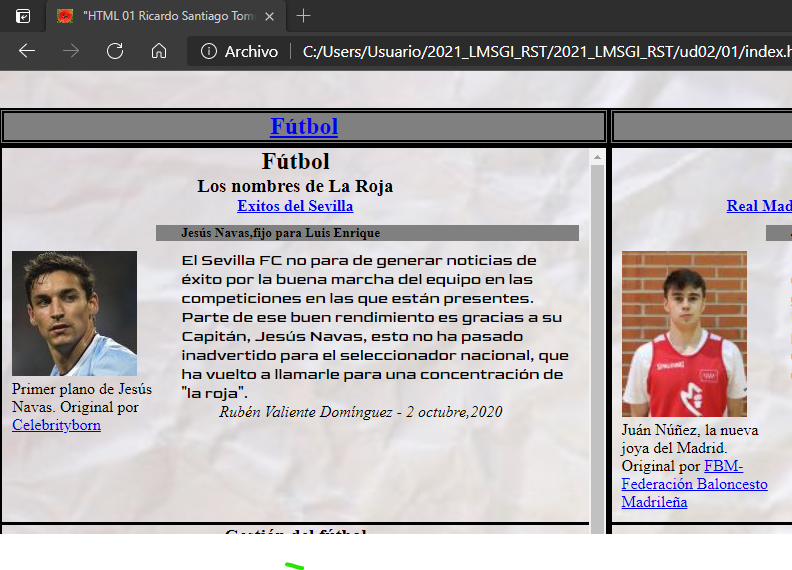 "HTML 01 Ricardo Santiago Tom
Archivo
C:/Users/Usuario/2021_LMSGI_RST/2021_LMSGI_RST/ud02/01/index.h
Fútbol
Fútbol
Los nombres de La Roja
Exitos del Sevilla
Jesús Navas,fijo para Luis Enrique
El Sevilla FC no para de generar noticias de
éxito por la buena marcha del equipo en las
competiciones en las que están presentes.
Parte de ese buen rendimiento es gracias a su
Capitán, Jesús Navas, esto no ha pasado
inadvertido para el seleccionador nacional, que
ha vuelto a llamarle para una concentración de
"la roja".
Rubén Valiente Domínguez - 2 octubre,2020
Primer plano de Jesús
Navas. Original por
Celebrityborn
Gestión del fútbol
Real Mad
Juán Núñez, la nueva
joya del Madrid.
Original por FBM-
Federación Baloncesto
Madrileña